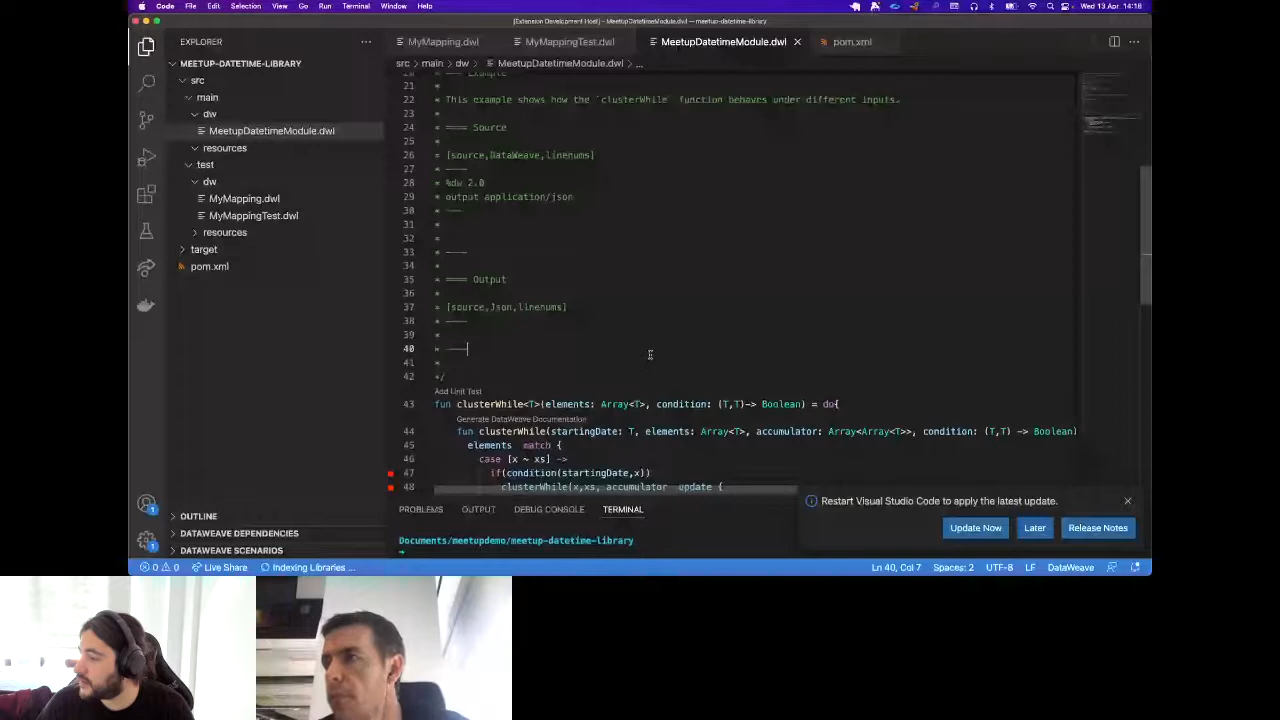 Code File Edit Selection View Go Run Terminal Window Help
Wed 13 Apr. 14:16
[Extension Development Host] – MeetupDatetimeModule.dwl — meetup-datetime-library
EXPLORER
MyMapping.dwl
MyMappingTest.dwl
MeetupDatetimeModule.dwl
pom.xml
MEETUP-DATETIME-LIBRARY
src > main > dw > MeetupDatetimeModule.dwl > ...
src
main
dw
MeetupDatetimeModule.dwl
resources
test
dw
MyMapping.dwl
MyMappingTest.dwl
resources
target
pom.xml
OUTLINE
DATAWEAVE DEPENDENCIES
DATAWEAVE SCENARIOS
1
1
20 * === Example
21 *
22 * This example shows how the `clusterWhile` function behaves under different inputs.
23 *
24 * ==== Source
25 *
26 * [source,DataWeave,linenums]
27 * ----
28 * %dw 2.0
29 * output application/json
30 * ---
31 *
32 *
33 * ----
34 *
35 * ==== Output
36 *
37 * [source,Json,linenums]
38 * ----
39 *
40 * ----
41 *
42 */
Add Unit Test
43 fun clusterWhile<T>(elements: Array<T>, condition: (T,T)-> Boolean) = do{
Generate DataWeave Documentation
44 fun clusterWhile(startingDate: T, elements: Array<T>, accumulator: Array<Array<T>>, condition: (T,T) -> Boolean)
45 elements match {
46 case [x ~ xs] ->
47 if(condition(startingDate,x))
48 clusterWhile(x,xs, accumulator update {
PROBLEMS OUTPUT DEBUG CONSOLE TERMINAL
Documents/meetupdemo/meetup-datetime-library
Restart Visual Studio Code to apply the latest update.
Update Now Later Release Notes
0 0 Live Share Indexing Libraries ... Ln 40, Col 7 Spaces: 2 UTF-8 LF DataWeave